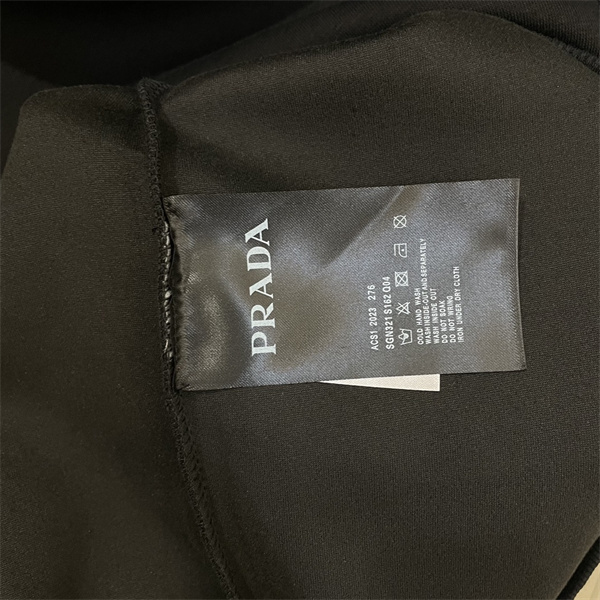 PRADA
ACS1 2023 276
SGN321 S162 Q04
COLD HAND WASH
WASH INSIDE-OUT AND SEPARATELY
WASH INSIDE OUT
DO NOT SOAK
DO NOT WRING
IRON UNDER DRY CLOTH